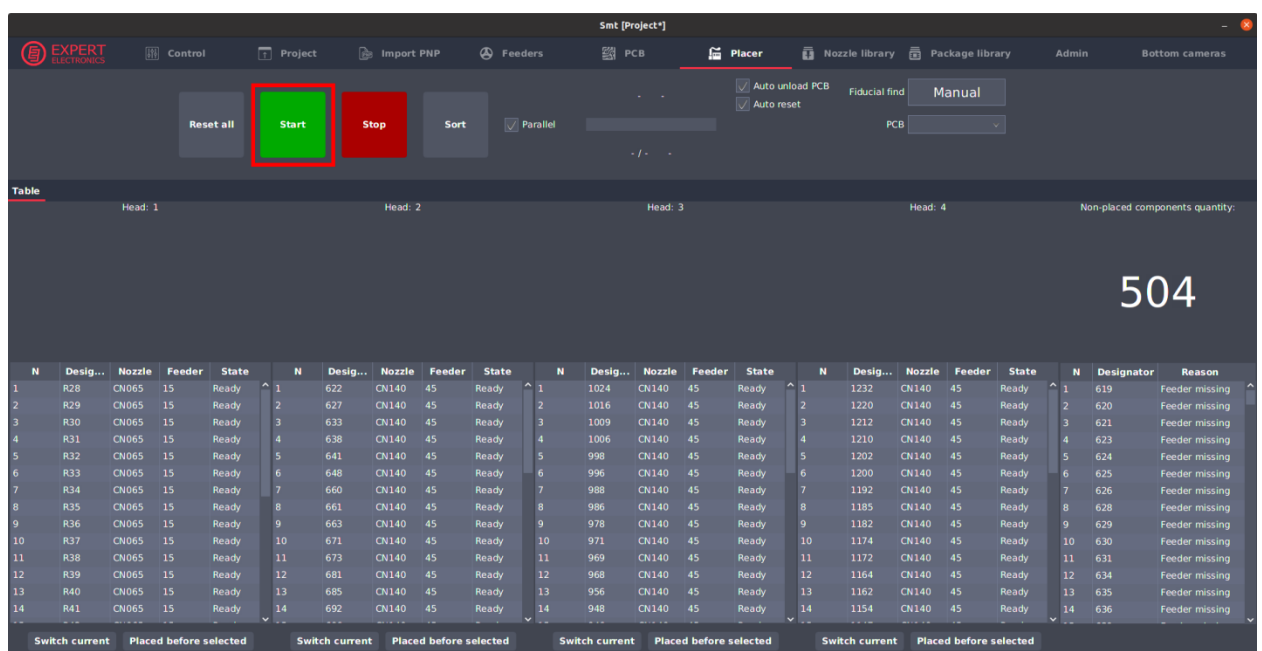 Smt [Project*]
EXPERT ELECTRONICS
Control
Project
Import PNP
Feeders
PCB
Placer
Nozzle library
Package library
Admin
Bottom cameras
Reset all
Start
Stop
Sort
Parallel
- -
- / - -
Auto unload PCB
Auto reset
Fiducial find
Manual
PCB
Table
Head: 1
Head: 2
Head: 3
Head: 4
Non-placed components quantity:
504
N Desig... Nozzle Feeder State N Desig... Nozzle Feeder State N Desig... Nozzle Feeder State N Desig... Nozzle Feeder State N Designator Reason
1 R28 CN065 15 Ready 1 622 CN140 45 Ready 1 1024 CN140 45 Ready 1 1232 CN140 45 Ready 1 619 Feeder missing
2 R29 CN065 15 Ready 2 627 CN140 45 Ready 2 1016 CN140 45 Ready 2 1220 CN140 45 Ready 2 620 Feeder missing
3 R30 CN065 15 Ready 3 633 CN140 45 Ready 3 1009 CN140 45 Ready 3 1212 CN140 45 Ready 3 621 Feeder missing
4 R31 CN065 15 Ready 4 638 CN140 45 Ready 4 1006 CN140 45 Ready 4 1210 CN140 45 Ready 4 623 Feeder missing
5 R32 CN065 15 Ready 5 641 CN140 45 Ready 5 998 CN140 45 Ready 5 1202 CN140 45 Ready 5 624 Feeder missing
6 R33 CN065 15 Ready 6 648 CN140 45 Ready 6 996 CN140 45 Ready 6 1200 CN140 45 Ready 6 625 Feeder missing
7 R34 CN065 15 Ready 7 660 CN140 45 Ready 7 988 CN140 45 Ready 7 1192 CN140 45 Ready 7 626 Feeder missing
8 R35 CN065 15 Ready 8 661 CN140 45 Ready 8 986 CN140 45 Ready 8 1185 CN140 45 Ready 8 628 Feeder missing
9 R36 CN065 15 Ready 9 663 CN140 45 Ready 9 978 CN140 45 Ready 9 1182 CN140 45 Ready 9 629 Feeder missing
10 R37 CN065 15 Ready 10 671 CN140 45 Ready 10 971 CN140 45 Ready 10 1174 CN140 45 Ready 10 630 Feeder missing
11 R38 CN065 15 Ready 11 673 CN140 45 Ready 11 969 CN140 45 Ready 11 1172 CN140 45 Ready 11 631 Feeder missing
12 R39 CN065 15 Ready 12 681 CN140 45 Ready 12 968 CN140 45 Ready 12 1164 CN140 45 Ready 12 634 Feeder missing
13 R40 CN065 15 Ready 13 685 CN140 45 Ready 13 956 CN140 45 Ready 13 1162 CN140 45 Ready 13 635 Feeder missing
14 R41 CN065 15 Ready 14 692 CN140 45 Ready 14 948 CN140 45 Ready 14 1154 CN140 45 Ready 14 636 Feeder missing
Switch current Placed before selected Switch current Placed before selected Switch current Placed before selected Switch current Placed before selected